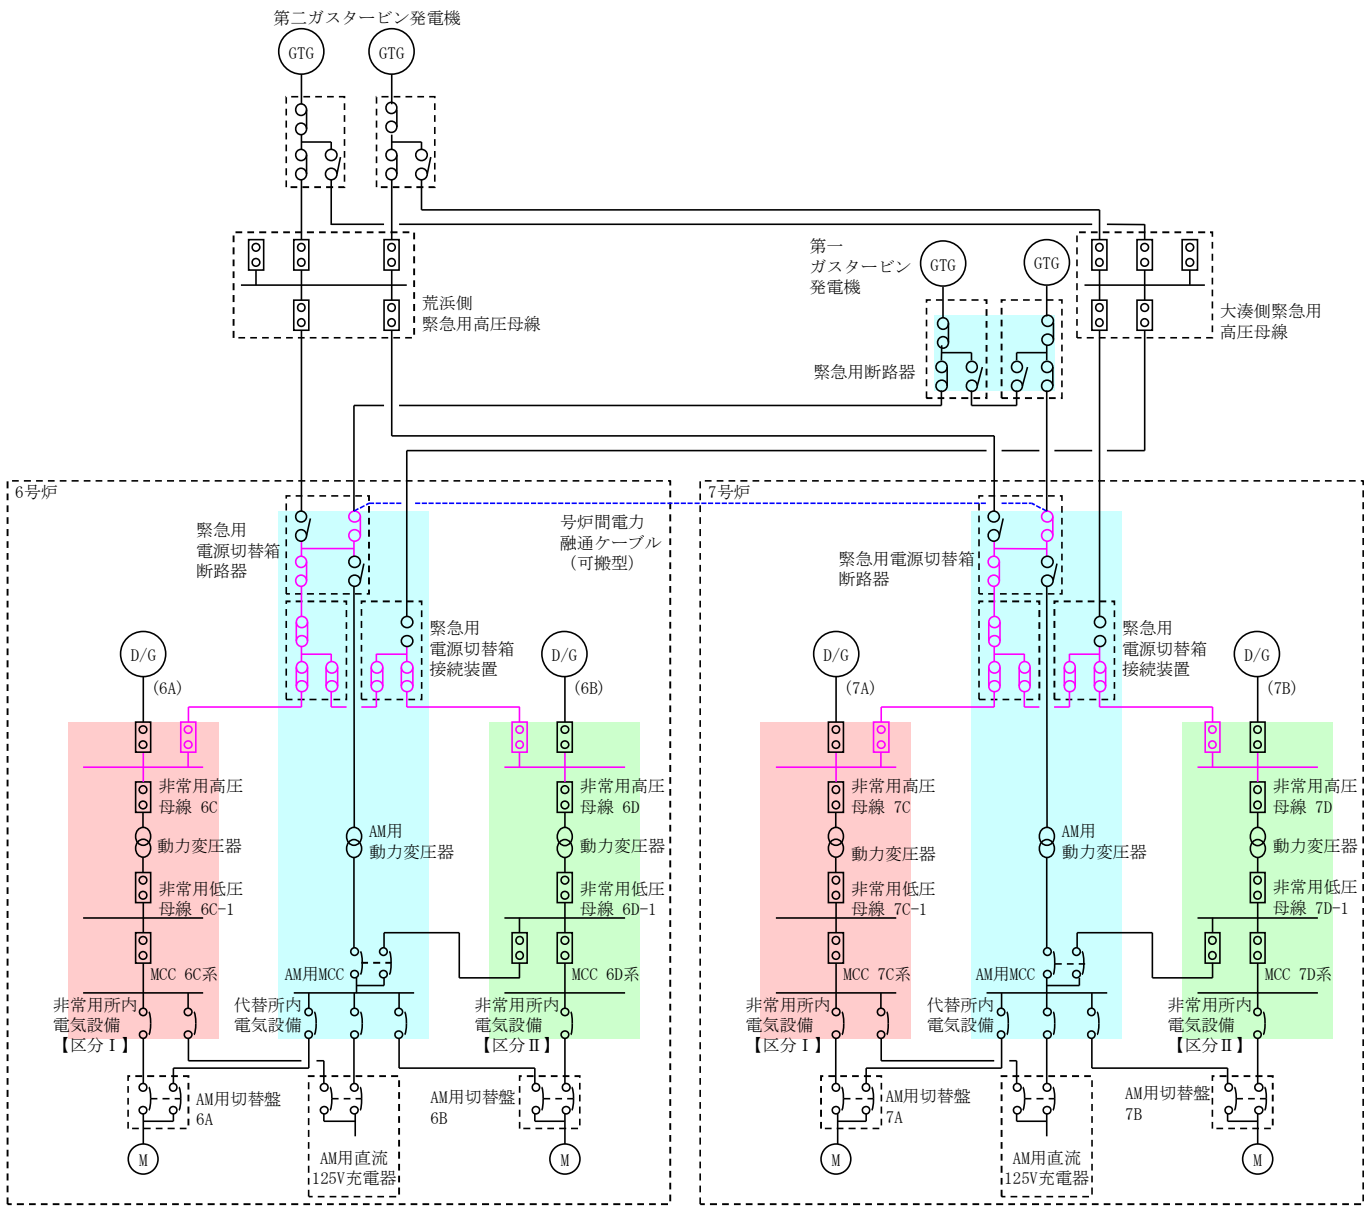 第二ガスタービン発電機
GTG
GTG
第一
ガスタービン
発電機
GTG
GTG
荒浜側
緊急用高圧母線
大湊側緊急用
高圧母線
緊急用断路器
6号炉
緊急用
電源切替箱
断路器
号炉間電力
融通ケーブル
(可搬型)
緊急用
電源切替箱
接続装置
D/G
(6A)
D/G
(6B)
非常用高圧
母線 6C
動力変圧器
非常用低圧
母線 6C-1
MCC 6C系
非常用所内
電気設備
【区分Ⅰ】
AM用
動力変圧器
AM用MCC
代替所内
電気設備
非常用高圧
母線 6D
動力変圧器
非常用低圧
母線 6D-1
MCC 6D系
非常用所内
電気設備
【区分Ⅱ】
AM用切替盤
6A
AM用切替盤
6B
M
AM用直流
125V充電器
M
7号炉
緊急用電源切替箱
断路器
緊急用
電源切替箱
接続装置
D/G
(7A)
D/G
(7B)
非常用高圧
母線 7C
動力変圧器
非常用低圧
母線 7C-1
MCC 7C系
非常用所内
電気設備
【区分Ⅰ】
AM用
動力変圧器
AM用MCC
代替所内
電気設備
非常用高圧
母線 7D
動力変圧器
非常用低圧
母線 7D-1
MCC 7D系
非常用所内
電気設備
【区分Ⅱ】
AM用切替盤
7A
AM用切替盤
7B
M
AM用直流
125V充電器
M